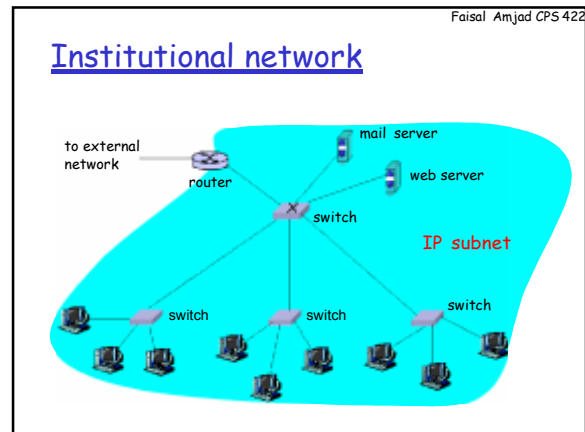 Faisal Amjad CPS 422
Institutional network
mail server
to external
network
router
web server
switch
IP subnet
switch
switch
switch